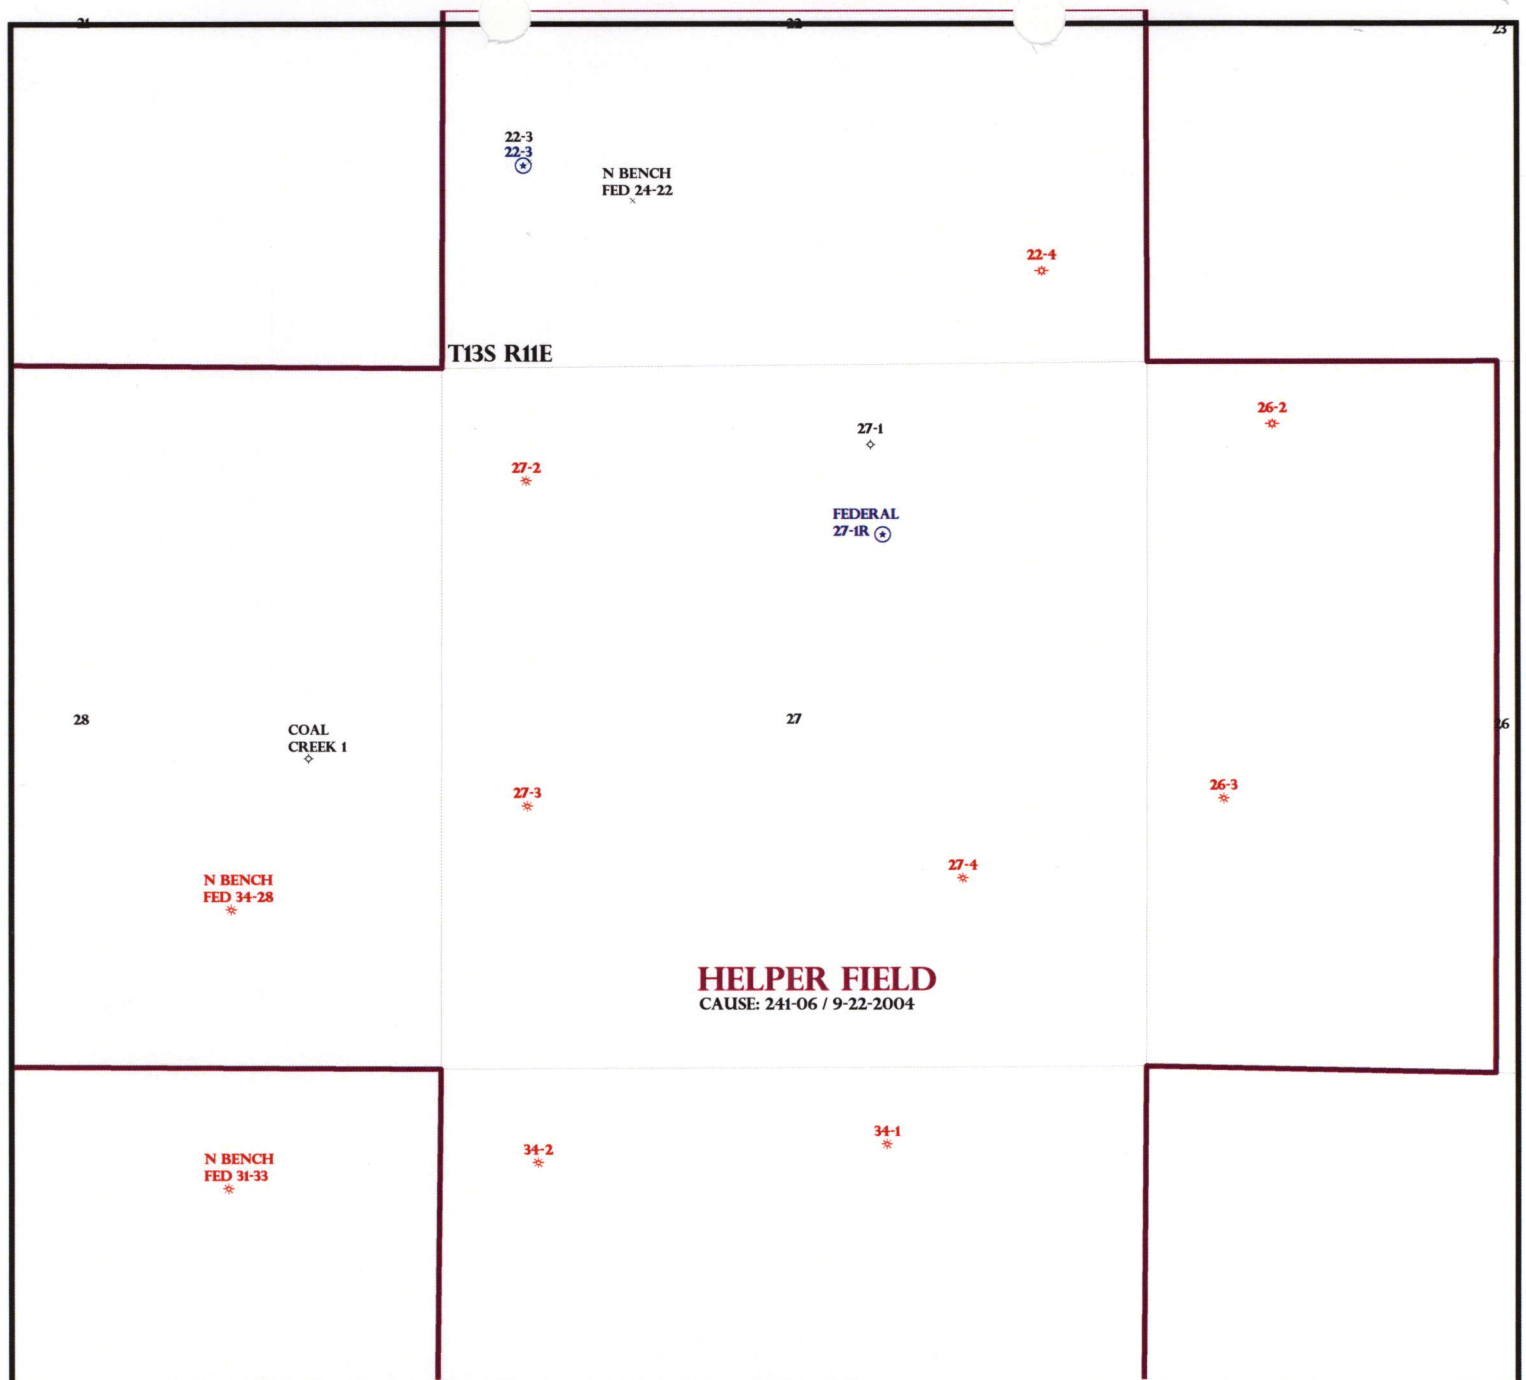 21
22
23
22-3
22-3
N BENCH
FED 24-22
22-4
T13S R11E
26-2
27-1
27-2
FEDERAL
27-1R
28
27
26
COAL
CREEK 1
27-3
26-3
27-4
N BENCH
FED 34-28
HELPER FIELD
CAUSE: 241-06 / 9-22-2004
34-1
34-2
N BENCH
FED 31-33